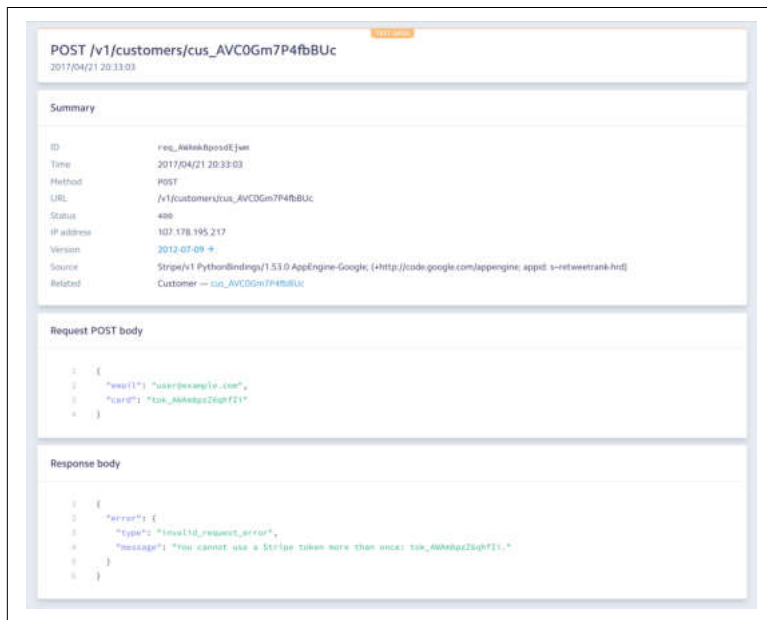 TEST DATA
POST /v1/customers/cus_AVC0Gm7P4fbBUc
2017/04/21 20:33:03
Summary
ID
Time 2017/04/21 20:33:03
Method POST
URL /v1/customers/cus_AVC0Gm7P4fbBUc
Status 400
IP address 107.178.195.217
Version 2012-07-09 →
Source Stripe/v1 PythonBindings/1.53.0 AppEngine-Google; (+http://code.google.com/appengine; appid: s~retweetrank-hrd)
Related Customer — cus_AVC0Gm7P4fbBUc
Request POST body
1 {
2 "email": "user@example.com",
3 "card":
4 }
Response body
1 {
2 "error": {
3 "type": "invalid_request_error",
4 "message": "You cannot use a Stripe token more than once:
5 }
6 }